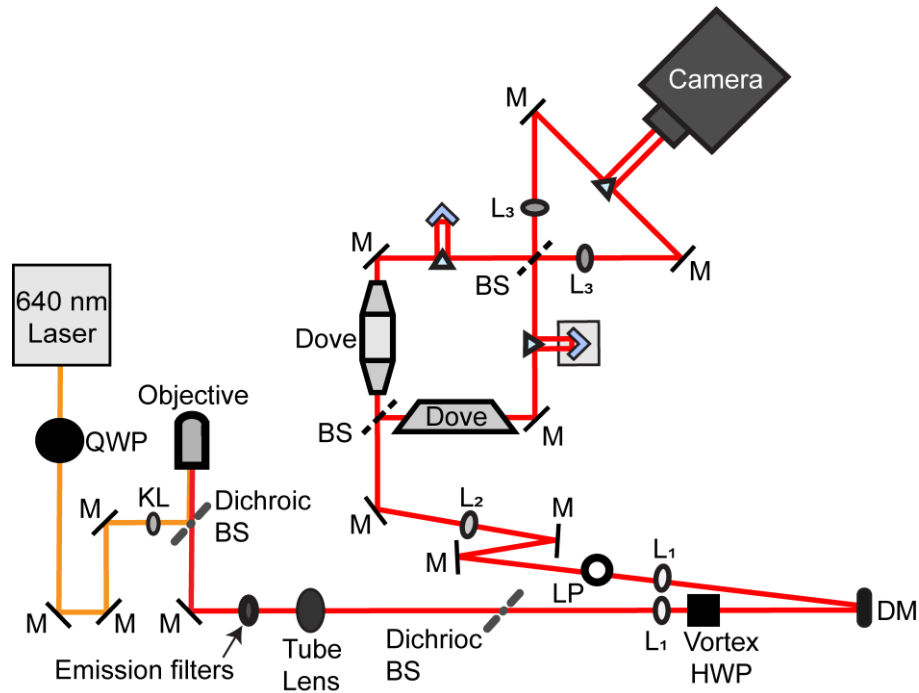 Camera
M
L₃
M
BS
L₃
M
640 nm
Laser
Dove
Objective
BS
Dove
M
QWP
M
KL
Dichroic
BS
M
L₂
M
M
LP
L₁
DM
M
M
M
Emission filters
Tube
Lens
Dichrioc
BS
L₁
Vortex
HWP